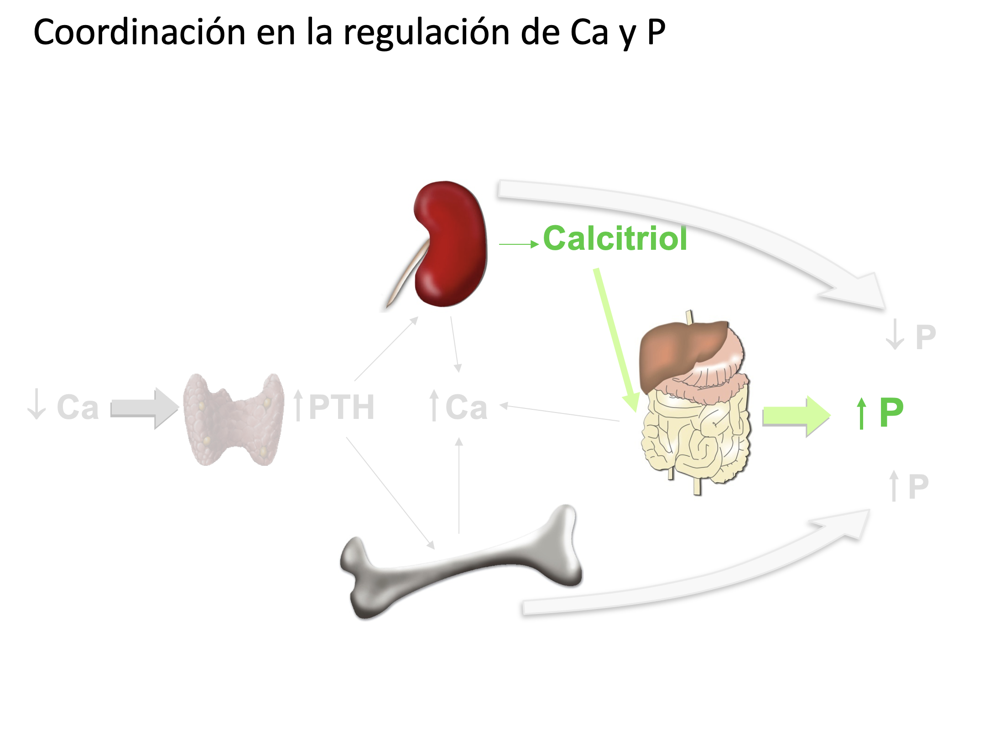 Coordinación en la regulación de Ca y P
Calcitriol
↓ P
↓ Ca
↑ PTH
↑ Ca
↑ P
↑ P